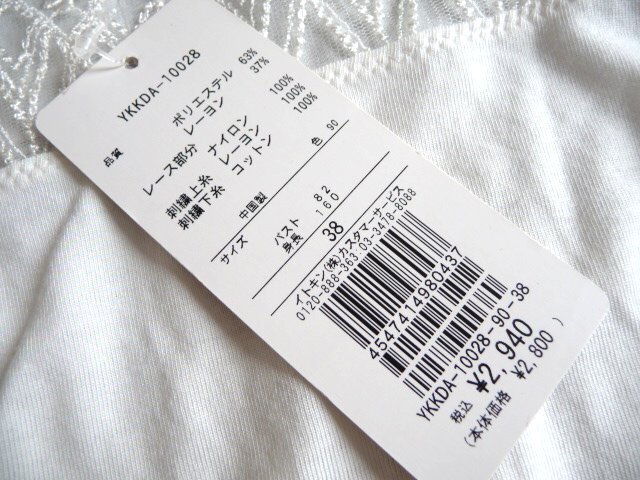 YKKDA-10028
品質
ポリエステル 63%
レーヨン 37%
レース部分 ナイロン 100%
刺繍上糸 レーヨン 100%
刺繍下糸 コットン 100%
中国製 色 90
サイズ
バスト 82
身長 160
38
イトキン(株)カスタマーサービス
0120-888-363 03-3478-8088
4547414980437
YKKDA-10028-90-38
税込 ¥2,940
(本体価格 ¥2,800 )